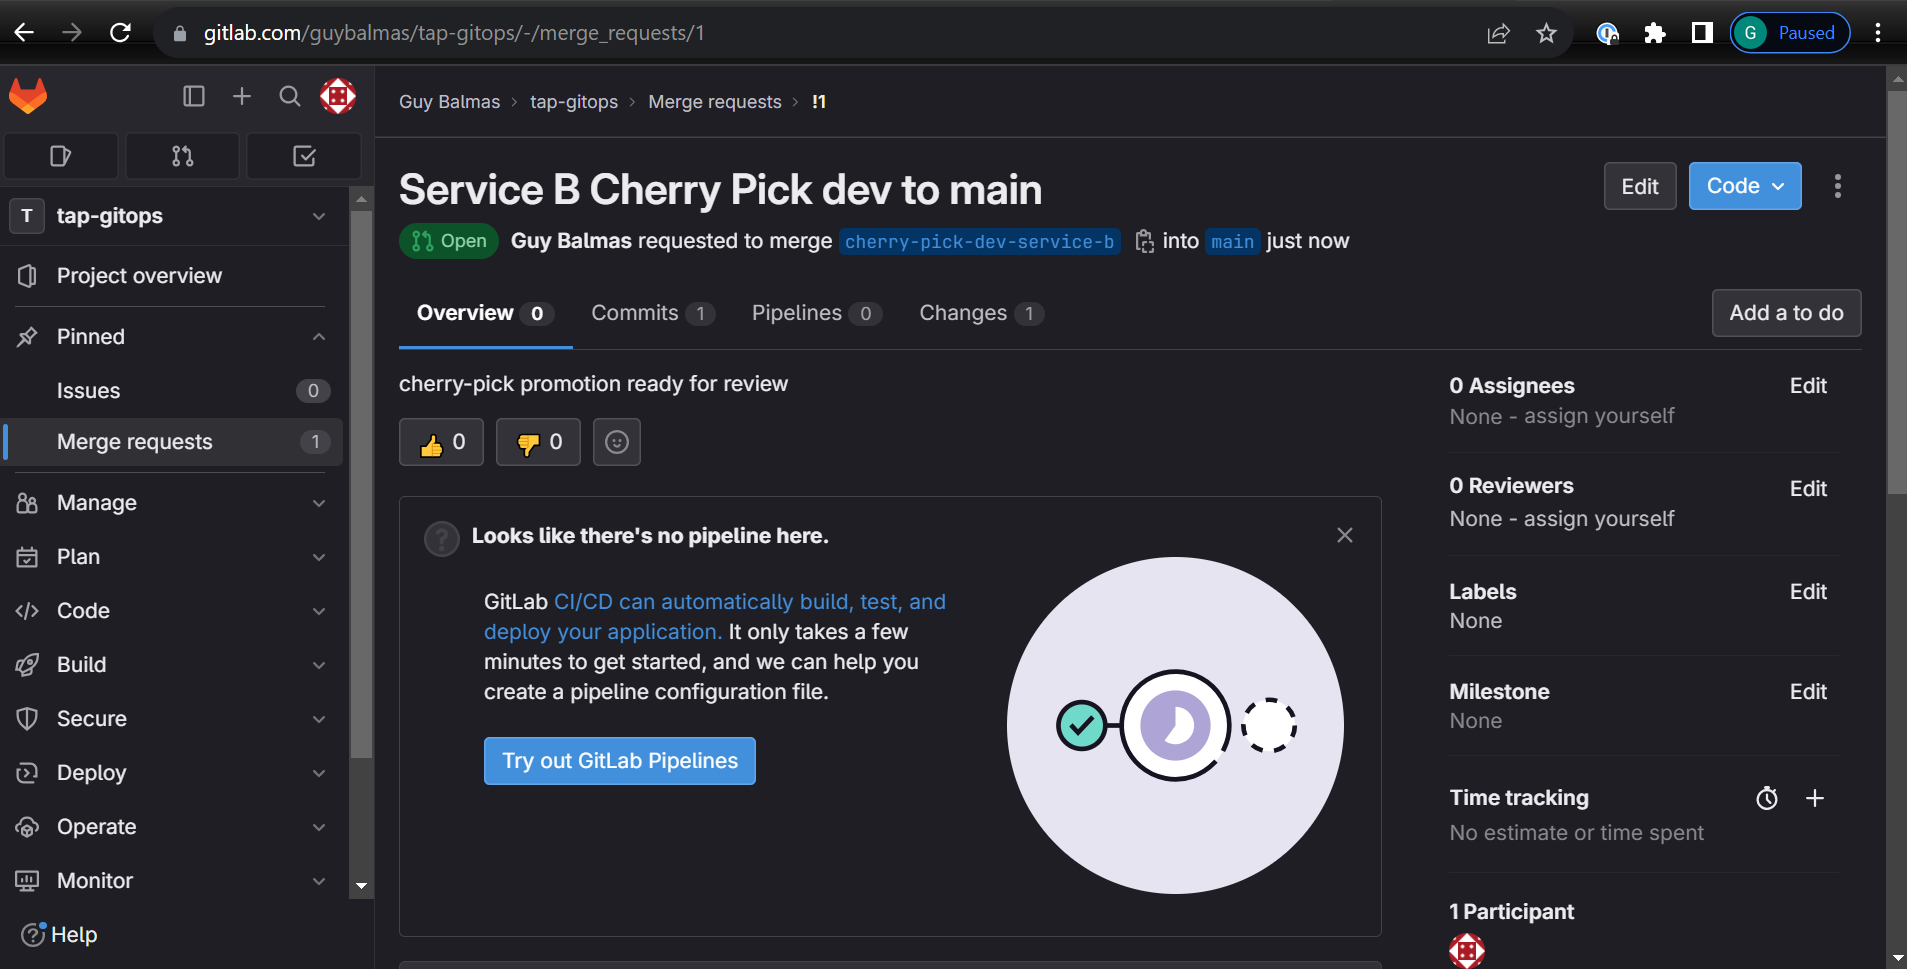 gitlab.com/guybalmas/tap-gitops/-/merge_requests/1
G Paused
Guy Balmas › tap-gitops › Merge requests › !1
T tap-gitops
Project overview
Pinned
Issues 0
Merge requests 1
Manage
Plan
Code
Build
Secure
Deploy
Operate
Monitor
Help
Service B Cherry Pick dev to main
Edit Code
Open Guy Balmas requested to merge cherry-pick-dev-service-b into main just now
Overview 0 Commits 1 Pipelines 0 Changes 1
Add a to do
cherry-pick promotion ready for review
0 0
Looks like there's no pipeline here.
GitLab CI/CD can automatically build, test, and
deploy your application. It only takes a few
minutes to get started, and we can help you
create a pipeline configuration file.
Try out GitLab Pipelines
0 Assignees Edit
None - assign yourself
0 Reviewers Edit
None - assign yourself
Labels Edit
None
Milestone Edit
None
Time tracking
No estimate or time spent
1 Participant